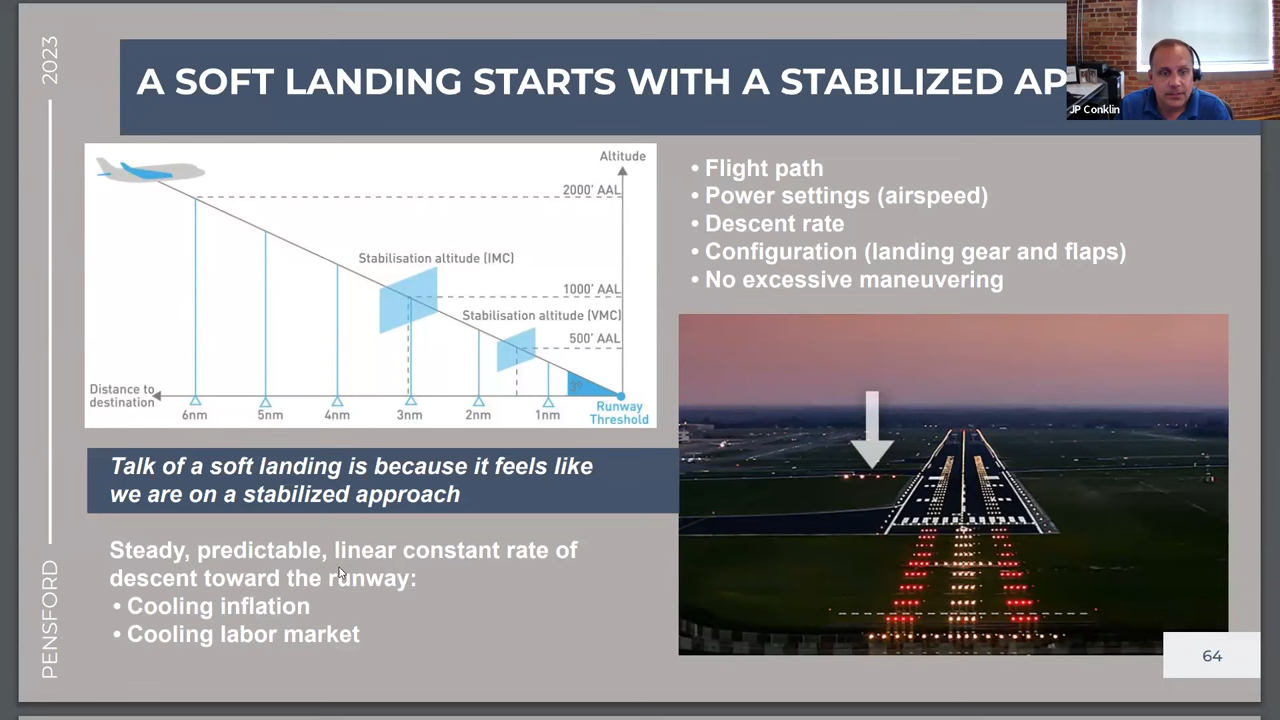 2023
PENSFORD
A SOFT LANDING STARTS WITH A STABILIZED AP
JP Conklin
Altitude
2000' AAL
Stabilisation altitude (IMC)
1000' AAL
Stabilisation altitude (VMC)
500' AAL
3°
Distance to
destination
6nm 5nm 4nm 3nm 2nm 1nm
Runway
Threshold
• Flight path
• Power settings (airspeed)
• Descent rate
• Configuration (landing gear and flaps)
• No excessive maneuvering
Talk of a soft landing is because it feels like
we are on a stabilized approach
Steady, predictable, linear constant rate of
descent toward the runway:
• Cooling inflation
• Cooling labor market
64